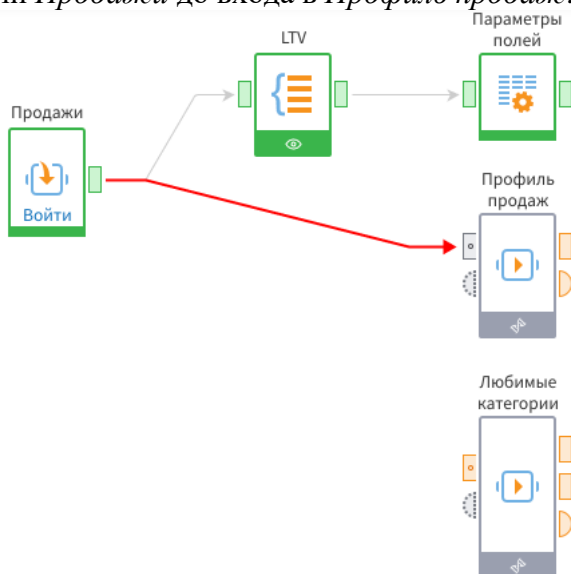 Продажи до входа в Профиль продаж
Параметры
полей
LTV
Продажи
Войти
Профиль
продаж
Любимые
категории